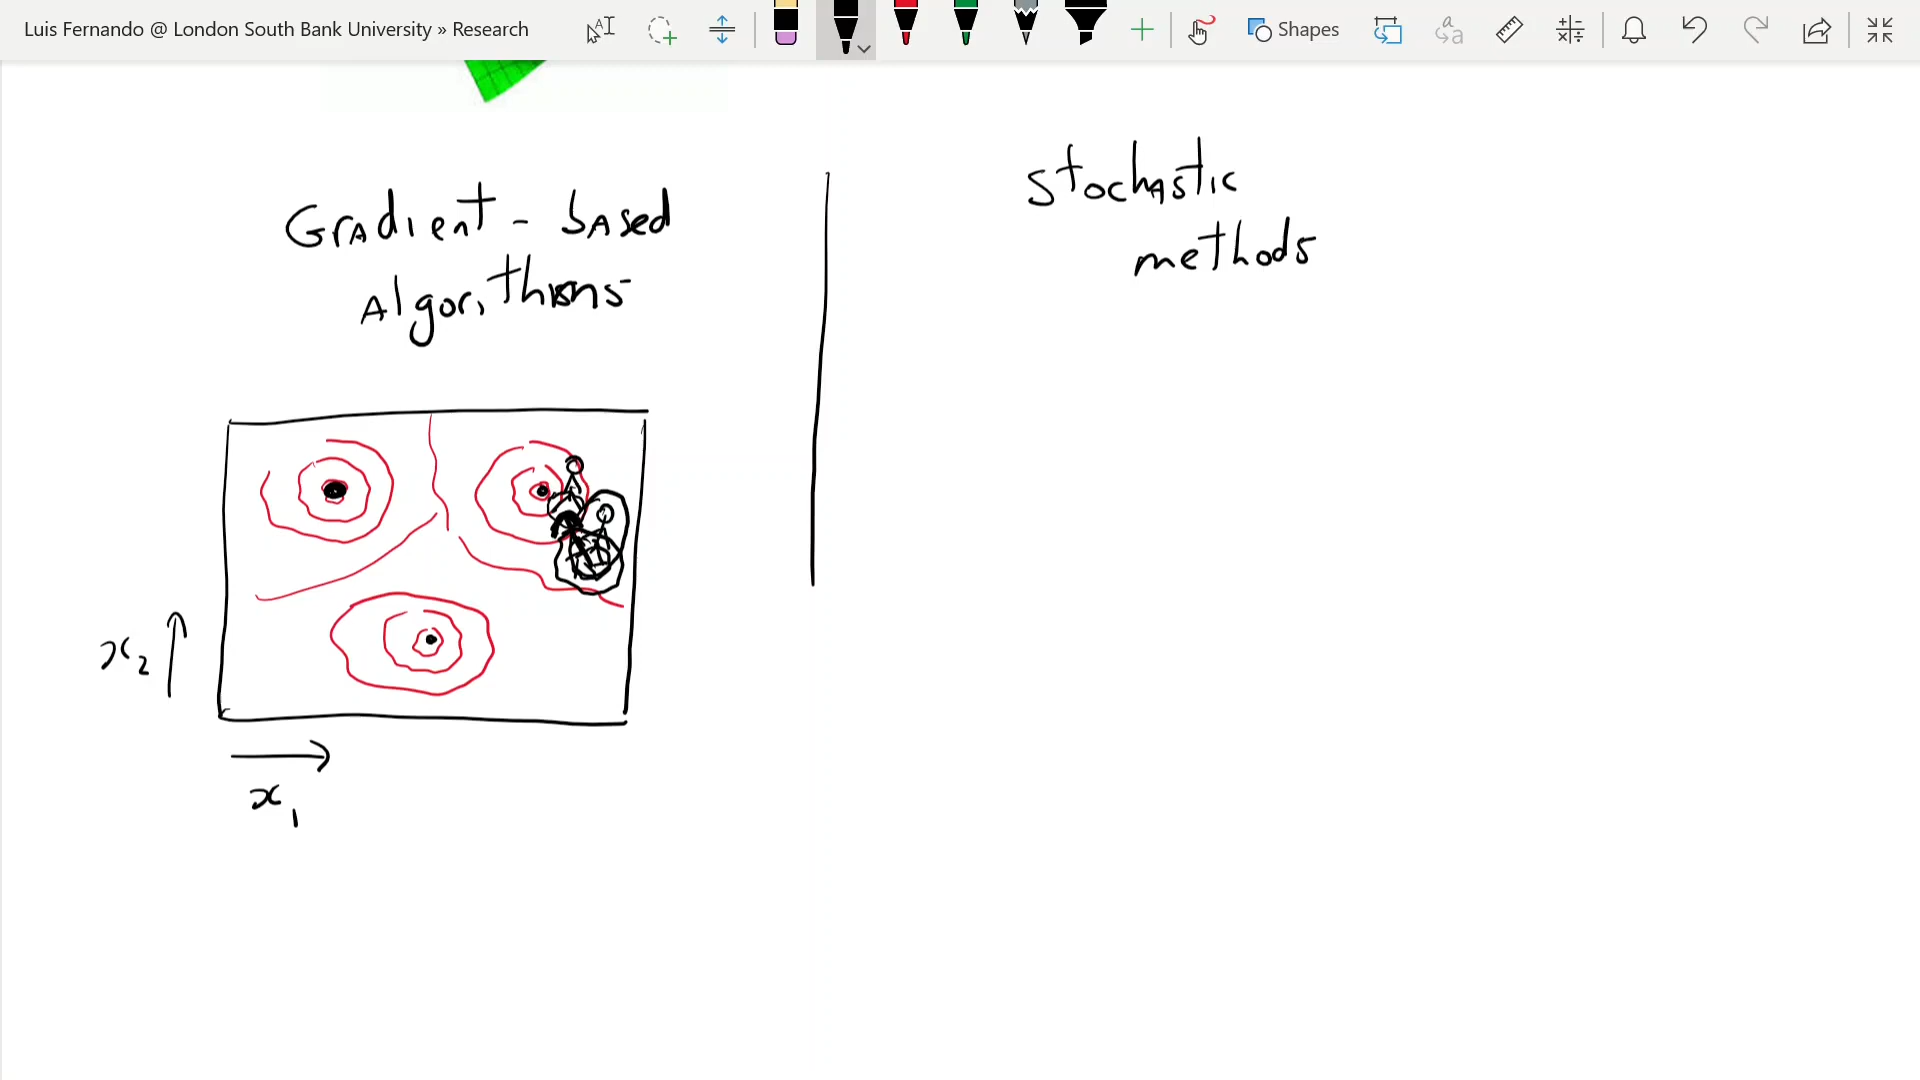 Luis Fernando @ London South Bank University » Research
Shapes
Gradient - based
Algorithms
Stochastic
methods
x2
x1